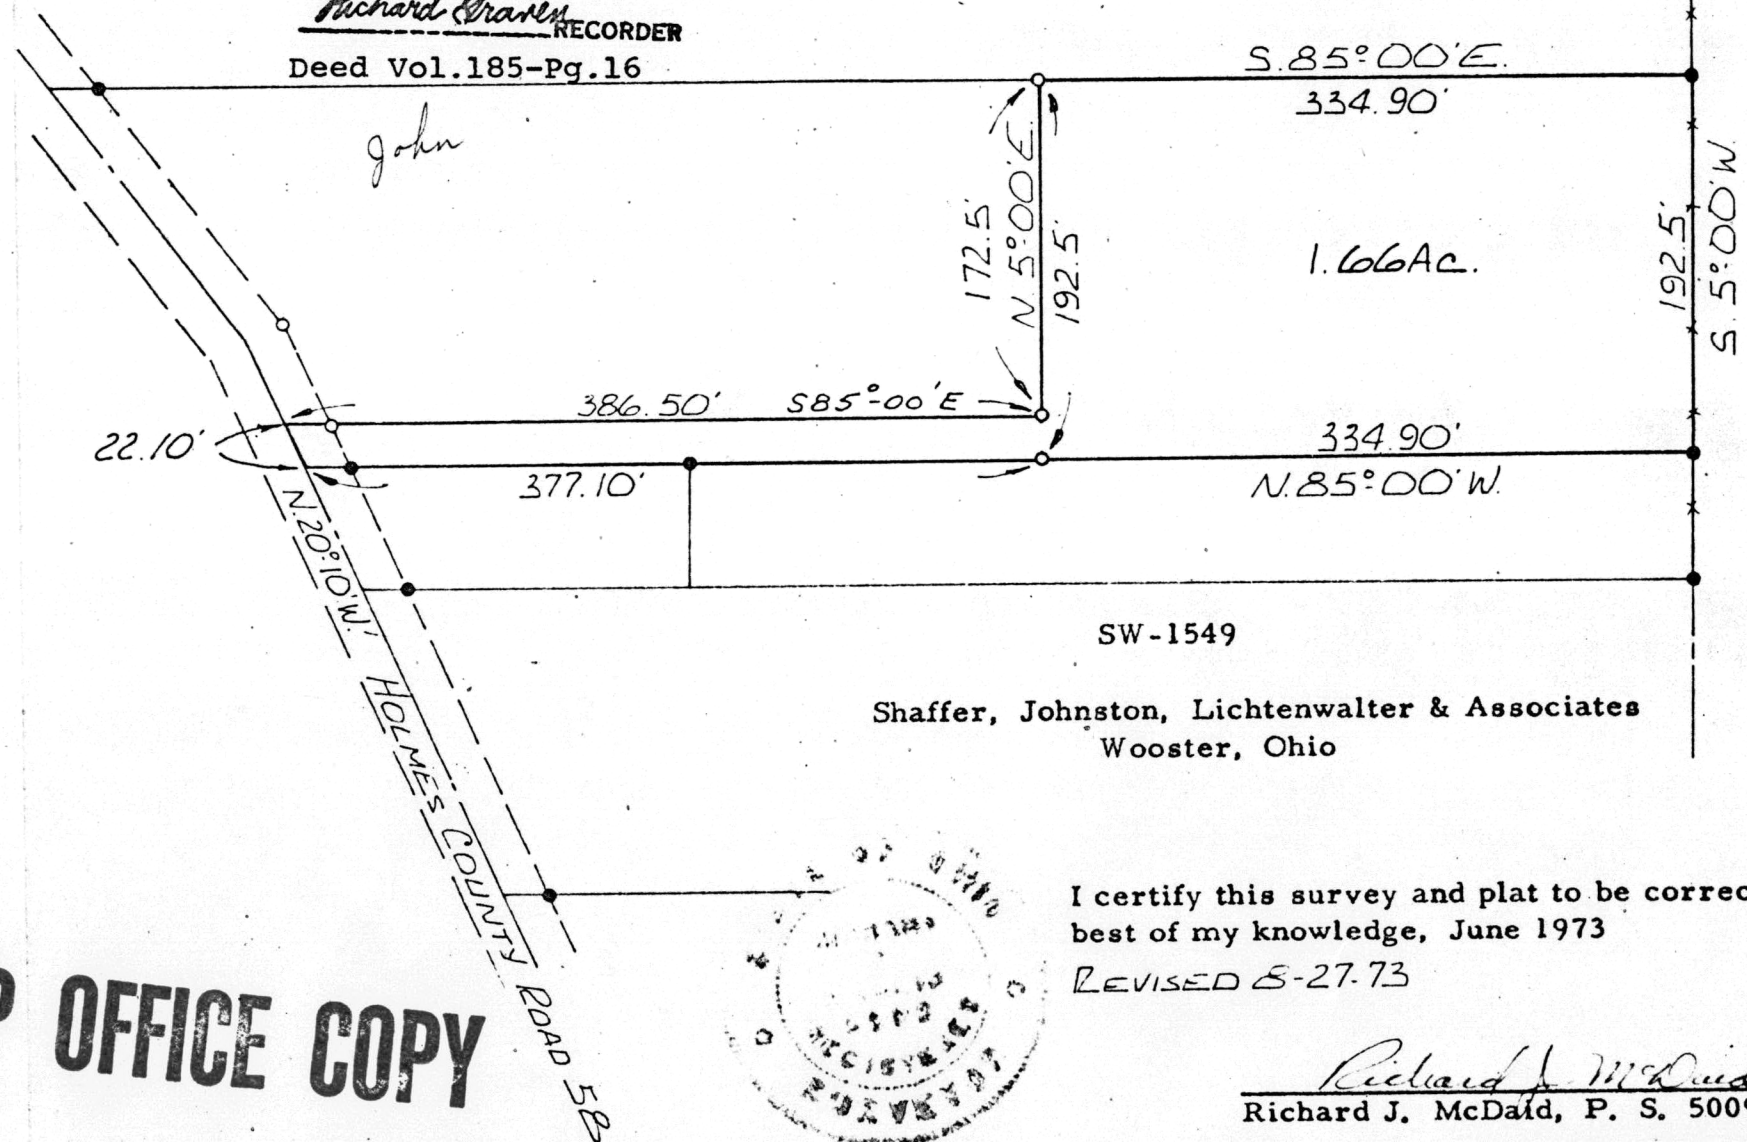 Richard Graven
RECORDER
Deed Vol.185-Pg.16
John
S.85°00'E.
334.90'
172.5'
N 5°00'E.
192.5'
1.66Ac.
192.5'
S. 5°00'W.
386.50' S85°-00'E
22.10'
377.10'
334.90'
N.85°00'W.
N.20°10'W.
HOLMES COUNTY ROAD 58
SW-1549
Shaffer, Johnston, Lichtenwalter & Associates
Wooster, Ohio
I certify this survey and plat to be correc
best of my knowledge, June 1973
REVISED 8-27-73
OFFICE COPY
Richard J. McDaid
Richard J. McDaid, P. S. 500